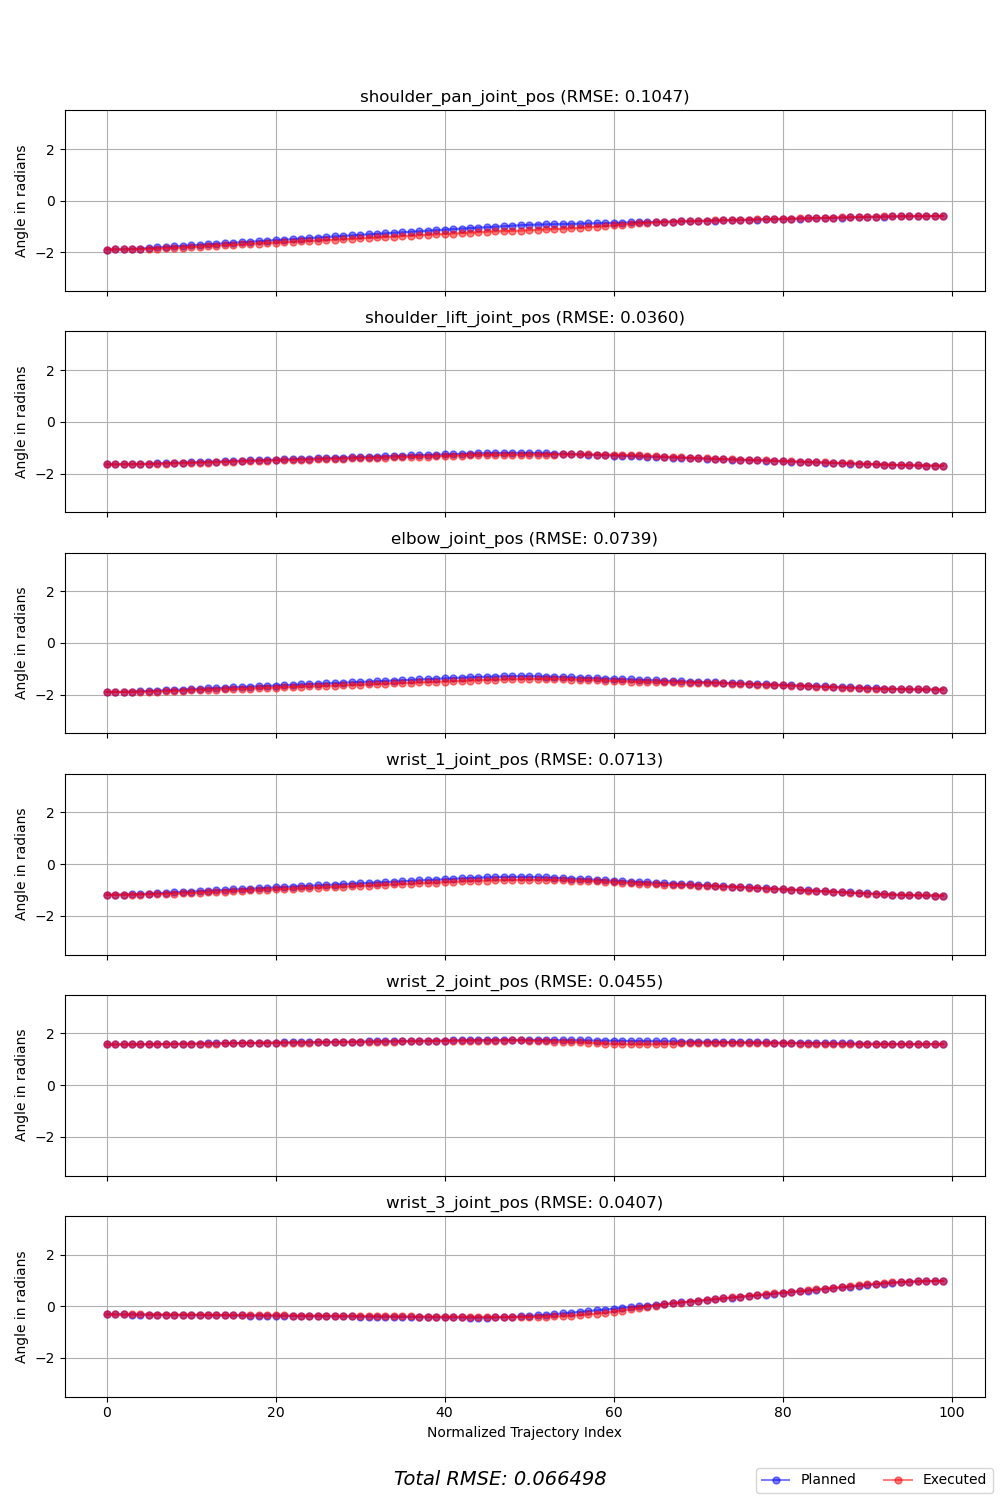 shoulder_pan_joint_pos (RMSE: 0.1047)
Angle in radians
2
0
−2
shoulder_lift_joint_pos (RMSE: 0.0360)
Angle in radians
2
0
−2
elbow_joint_pos (RMSE: 0.0739)
Angle in radians
2
0
−2
wrist_1_joint_pos (RMSE: 0.0713)
Angle in radians
2
0
−2
wrist_2_joint_pos (RMSE: 0.0455)
Angle in radians
2
0
−2
wrist_3_joint_pos (RMSE: 0.0407)
Angle in radians
2
0
−2
0 20 40 60 80 100
Normalized Trajectory Index
Total RMSE: 0.066498
Planned Executed